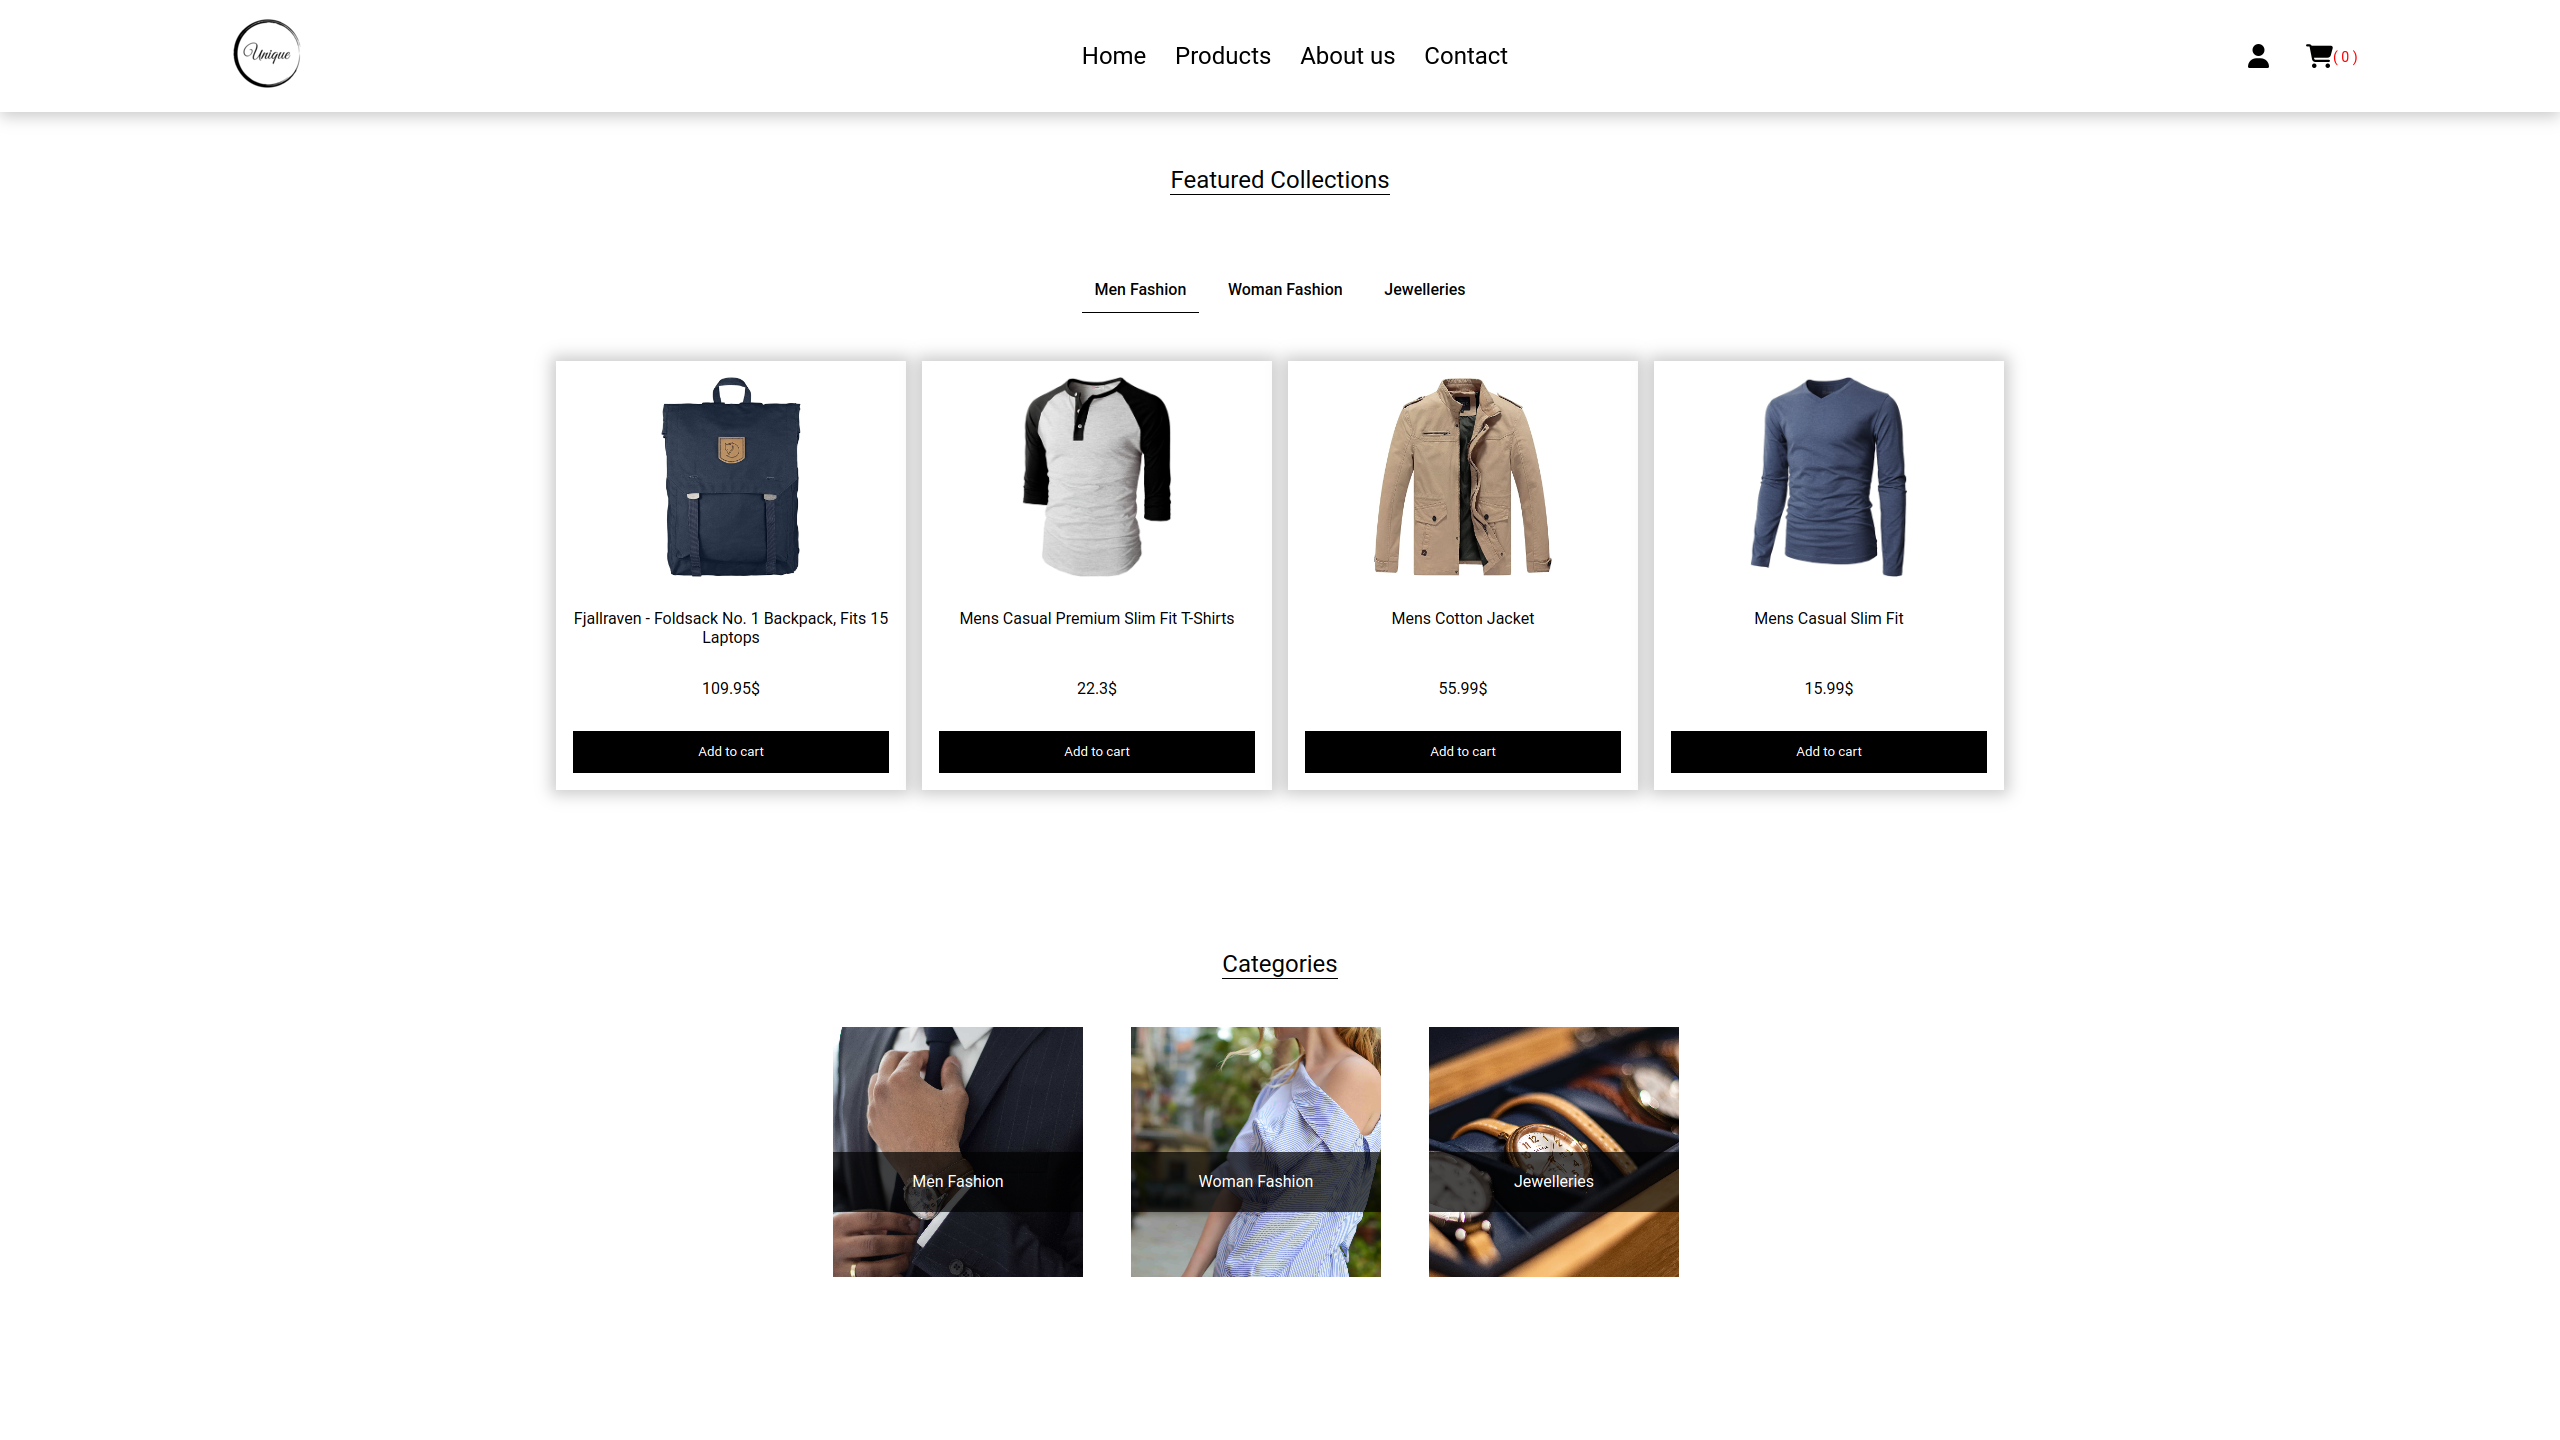 Unique
Home Products About us Contact
( 0 )
Featured Collections
Men Fashion Woman Fashion Jewelleries
Fjallraven - Foldsack No. 1 Backpack, Fits 15
Laptops
109.95$
Add to cart
Mens Casual Premium Slim Fit T-Shirts
22.3$
Add to cart
Mens Cotton Jacket
55.99$
Add to cart
Mens Casual Slim Fit
15.99$
Add to cart
Categories
Men Fashion
Woman Fashion
Jewelleries